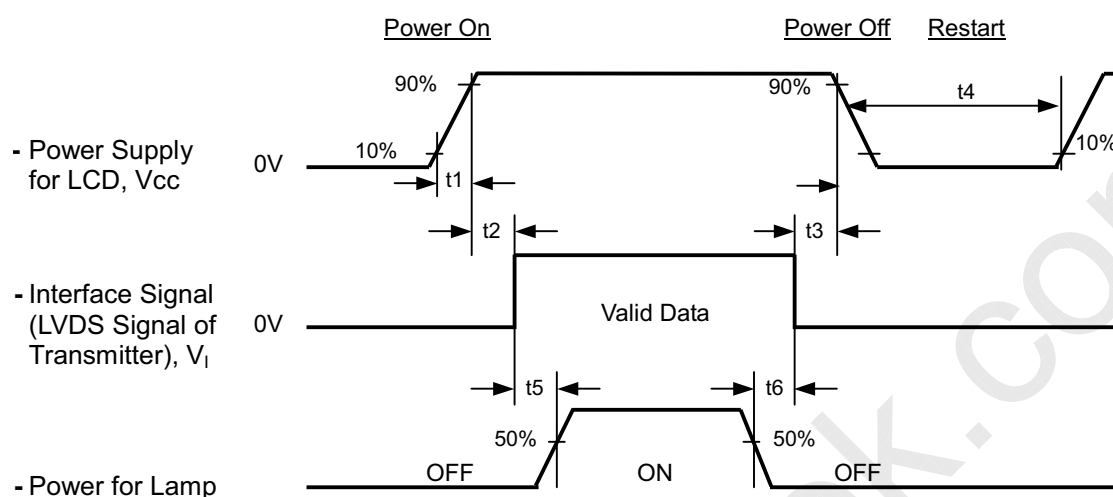 Power On
Power Off Restart
90%
90%
t4
- Power Supply for LCD, Vcc
0V
10%
10%
t1
t2
t3
- Interface Signal (LVDS Signal of Transmitter), VI
0V
Valid Data
t5
t6
50%
50%
- Power for Lamp
OFF
ON
OFF